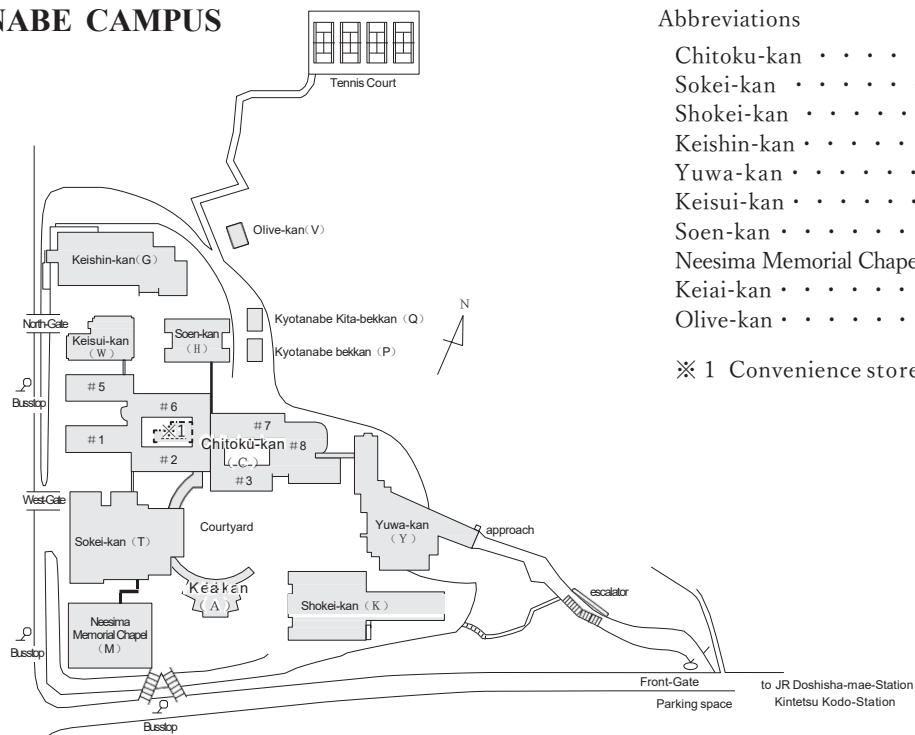 NABE CAMPUS
Tennis Court
Olive-kan（V）
Keishin-kan（G）
North-Gate
Keisui-kan
（W）
Soen-kan
（H）
Kyotanabe Kita-bekkan（Q）
Kyotanabe bekkan（P）
N
Busstop
#5
#6
#1
※1
#2
Chitoku-kan
（C）
#7
#8
#3
West-Gate
Sokei-kan（T）
Courtyard
Yuwa-kan
（Y）
approach
Keiai-kan
（A）
Shokei-kan（K）
escalator
Neesima
Memorial Chapel
（M）
Busstop
Busstop
Front-Gate
Parking space
to JR Doshisha-mae-Station
Kintetsu Kodo-Station
Abbreviations
Chitoku-kan ・・・・
Sokei-kan ・・・・・
Shokei-kan ・・・・・
Keishin-kan・・・・・
Yuwa-kan・・・・・・
Keisui-kan・・・・・・
Soen-kan・・・・・・
Neesima Memorial Chape
Keiai-kan・・・・・・
Olive-kan・・・・・・
※ 1 Convenience store